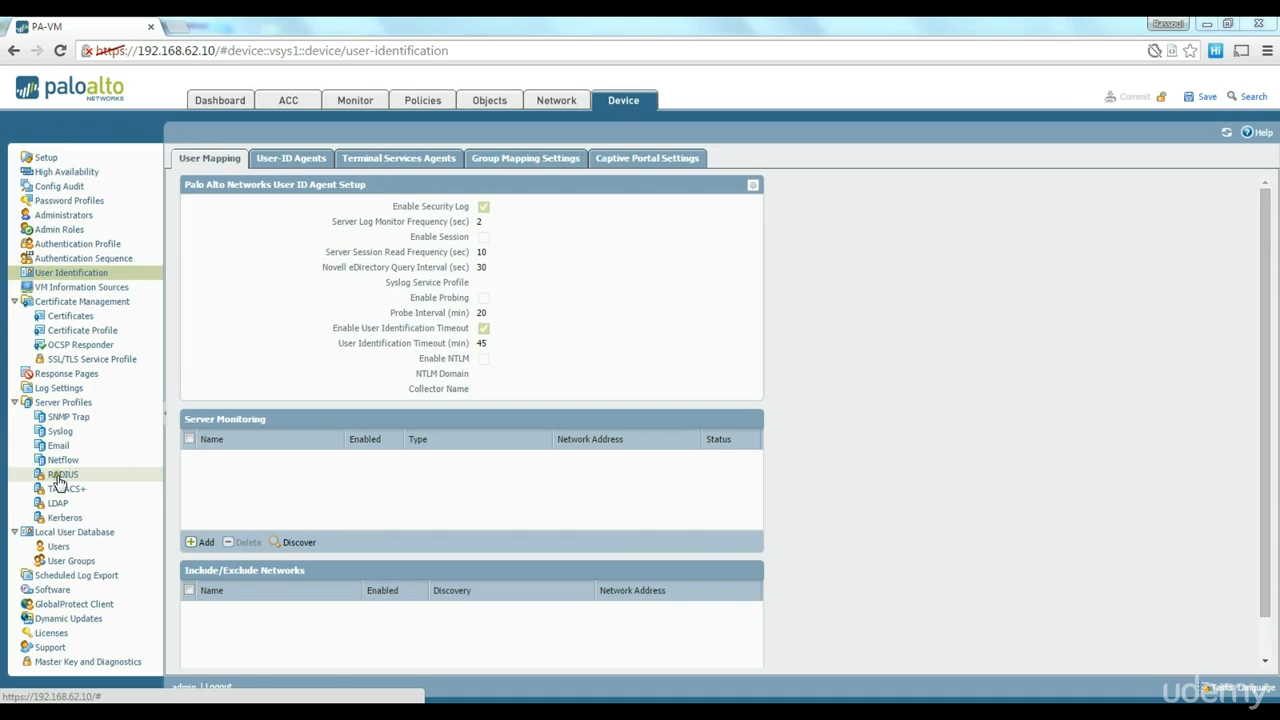 PA-VM
Rassoul
https://192.168.62.10/#device::vsys1::device/user-identification
paloalto
NETWORKS
Dashboard
ACC
Monitor
Policies
Objects
Network
Device
Commit
Save
Search
Help
Setup
High Availability
Config Audit
Password Profiles
Administrators
Admin Roles
Authentication Profile
Authentication Sequence
User Identification
VM Information Sources
Certificate Management
Certificates
Certificate Profile
OCSP Responder
SSL/TLS Service Profile
Response Pages
Log Settings
Server Profiles
SNMP Trap
Syslog
Email
Netflow
RADIUS
TACACS+
LDAP
Kerberos
Local User Database
Users
User Groups
Scheduled Log Export
Software
GlobalProtect Client
Dynamic Updates
Licenses
Support
Master Key and Diagnostics
User Mapping
User-ID Agents
Terminal Services Agents
Group Mapping Settings
Captive Portal Settings
Palo Alto Networks User ID Agent Setup
Enable Security Log
Server Log Monitor Frequency (sec) 2
Enable Session
Server Session Read Frequency (sec) 10
Novell eDirectory Query Interval (sec) 30
Syslog Service Profile
Enable Probing
Probe Interval (min) 20
Enable User Identification Timeout
User Identification Timeout (min) 45
Enable NTLM
NTLM Domain
Collector Name
Server Monitoring
Name Enabled Type Network Address Status
Add Delete Discover
Include/Exclude Networks
Name Enabled Discovery Network Address
admin | Logout
Tasks Language
https://192.168.62.10/#
udemy